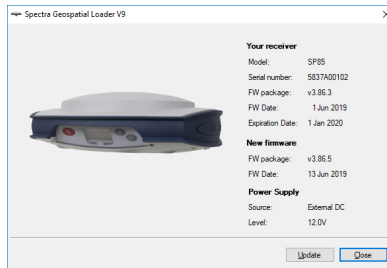 Spectra Geospatial Loader V9
Your receiver
Model: SP85
Serial number: 5837A00102
FW package: v3.86.3
FW Date: 1 Jun 2019
Expiration Date: 1 Jan 2020
New firmware
FW package: v3.86.5
FW Date: 13 Jun 2019
Power Supply
Source: External DC
Level: 12.0V
Update Close